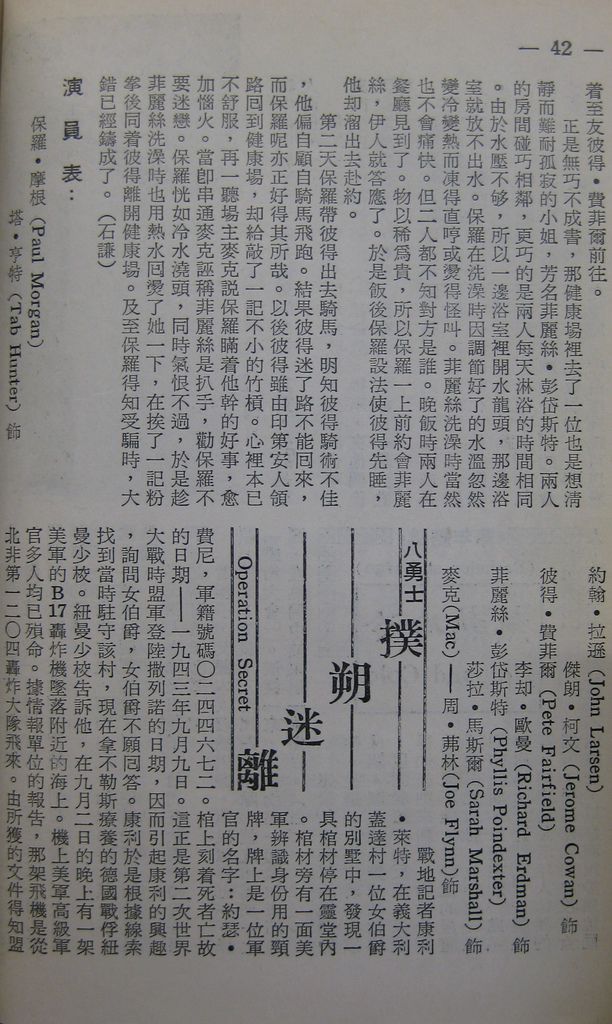 — 42 —
着至友彼得·費菲爾前往。
正是無巧不成書，那健康場裡去了一位也是想清
靜而難耐孤寂的小姐，芳名菲麗絲·彭岱斯特。兩人
的房間碰巧相鄰，更巧的是兩人每天淋浴的時間相同
。由於水壓不够，所以一邊浴室裡開水龍頭，那邊浴
室就放不出水。保羅在洗澡時因調節好了的水溫忽然
變冷變熱而凍得直哼或燙得怪叫。菲麗絲洗澡時當然
也不會痛快。但二人都不知對方是誰。晚飯時兩人在
餐廳見到了。物以稀爲貴，所以保羅一上前約會菲麗
絲，伊人就答應了。於是飯後保羅設法使彼得先睡，
他却溜出去赴約。
第二天保羅帶彼得出去騎馬，明知彼得騎術不佳
，他偏自顧自騎馬飛跑。結果彼得迷了路不能回來，
而保羅呢亦正好得其所哉。以後彼得雖由印第安人領
路回到健康場，却給敲了一記不小的竹槓。心裡本已
不舒服，再一聽場主麥克説保羅瞞着他幹的好事，愈
加惱火。當卽串通麥克誣稱菲麗絲是扒手，勸保羅不
要迷戀。保羅恍如冷水澆頭，同時氣恨不過，於是趁
菲麗絲洗澡時也用熱水回燙了她一下，在挨了一記粉
拳後同着彼得離開健康場。及至保羅得知受騙時，大
錯已經鑄成了。（石謙）
演員表：
保羅·摩根 (Paul Morgan)
塔·亨特 (Tab Hunter) 飾
約翰·拉遜 (John Larsen)
傑朗·柯文 (Jerome Cowan) 飾
彼得·費菲爾 (Pete Fairfield)
李却·歐曼 (Richard Erdman) 飾
菲麗絲·彭岱斯特 (Phyllis Poindexter)
莎拉·馬斯爾 (Sarah Marshall) 飾
麥克(Mac)——周·茀林(Joe Flynn)飾
八勇士
撲朔迷離
Operation Secret
戰地記者康利
·萊特，在義大利
蓋達村一位女伯爵
的別墅中，發現一
具棺材停在靈堂內
。棺材旁有一面美
軍辨識身份用的頸
牌，牌上是一位軍
官的名字：約瑟·
費尼，軍籍號碼〇二四四六七二。棺上刻着死者亡故
的日期——一九四三年九月九日。這正是第二次世界
大戰時盟軍登陸撒列諾的日期，因而引起康利的興趣
，詢問女伯爵，女伯爵不願回答。康利於是根據線索
找到當時駐守該村，現在拿不勒斯療養的德國戰俘紐
曼少校。紐曼少校告訴他，在九月二日的晚上有一架
美軍的B17轟炸機墜落附近的海上。機上美軍高級軍
官多人均已殞命。據情報單位的報告，那架飛機是從
北非第一二〇四轟炸大隊飛來。由所獲的文件得知盟